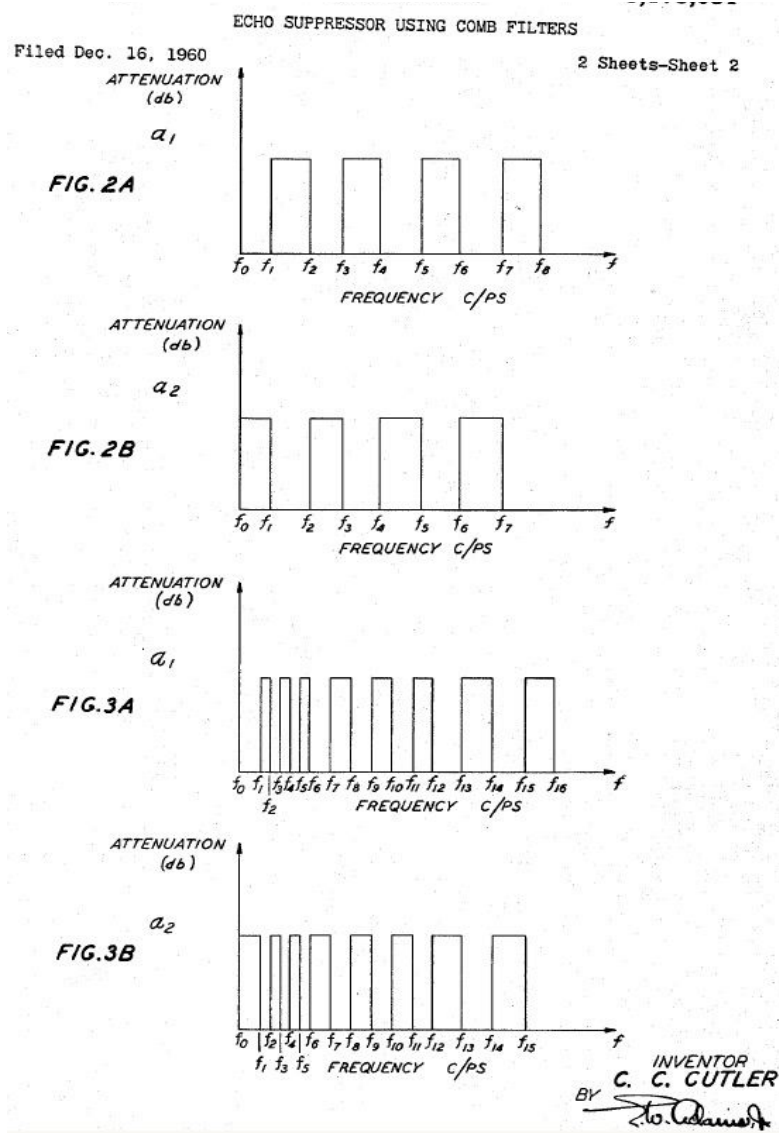 ECHO SUPPRESSOR USING COMB FILTERS
Filed Dec. 16, 1960
2 Sheets-Sheet 2
ATTENUATION
(db)
a1
FIG. 2A
f0 f1 f2 f3 f4 f5 f6 f7 f8 f
FREQUENCY C/PS
ATTENUATION
(db)
a2
FIG. 2B
f0 f1 f2 f3 f4 f5 f6 f7 f
FREQUENCY C/PS
ATTENUATION
(db)
a1
FIG. 3A
f0 f1 f3 f4 f5 f6 f7 f8 f9 f10 f11 f12 f13 f14 f15 f16 f
f2
FREQUENCY C/PS
ATTENUATION
(db)
a2
FIG. 3B
f0 f2 f4 f6 f7 f8 f9 f10 f11 f12 f13 f14 f15 f
f1 f3 f5
FREQUENCY C/PS
INVENTOR
C. C. CUTLER
BY